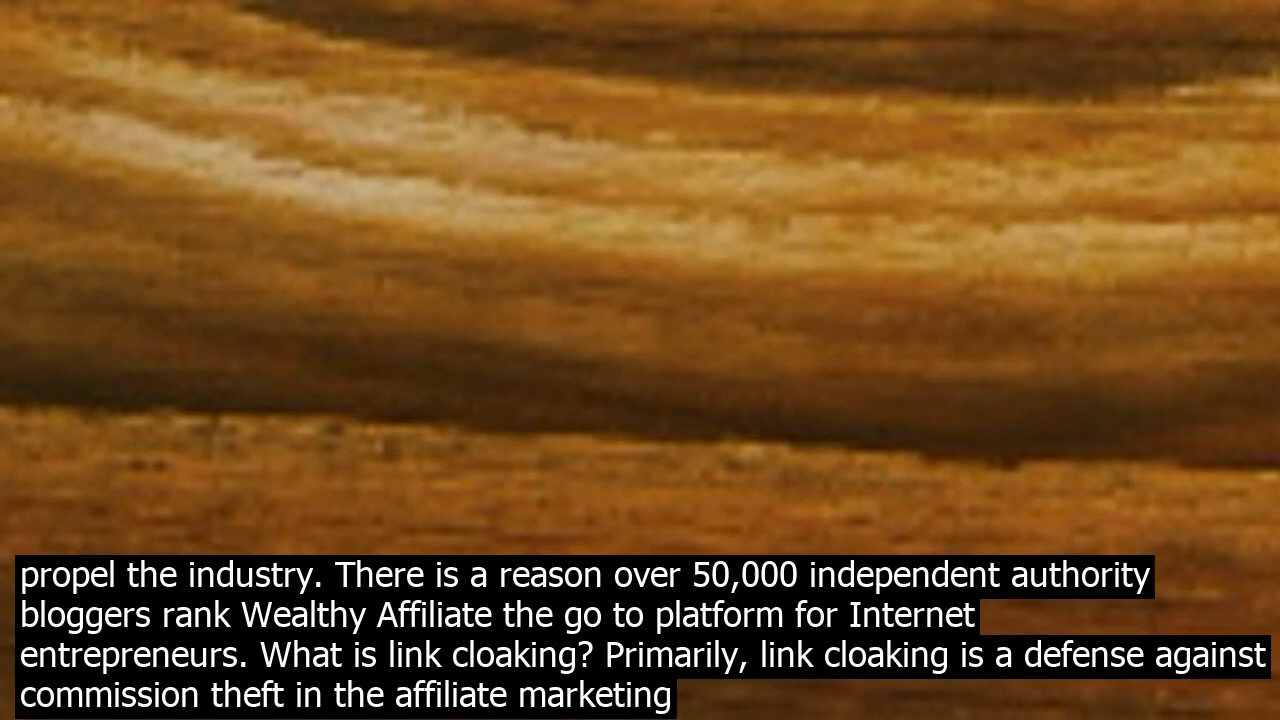 propel the industry. There is a reason over 50,000 independent authority
bloggers rank Wealthy Affiliate the go to platform for Internet
entrepreneurs. What is link cloaking? Primarily, link cloaking is a defense against
commission theft in the affiliate marketing